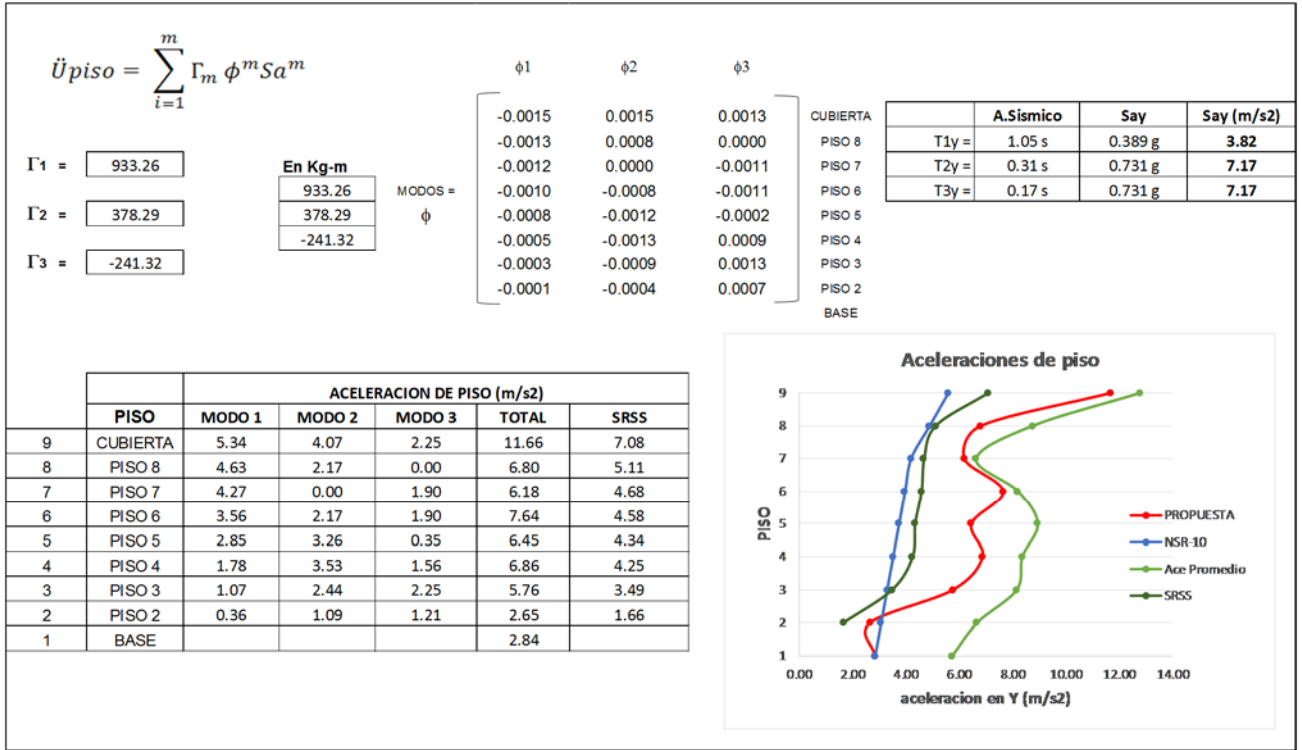 Üpiso = ∑ᵢ₌₁ᵐ Γₘ ϕᵐSaᵐ
Γ1 = 933.26
Γ2 = 378.29
Γ3 = -241.32
En Kg-m
933.26
378.29
-241.32
MODOS =
ϕ
ϕ1 ϕ2 ϕ3
-0.0015 0.0015 0.0013 CUBIERTA
-0.0013 0.0008 0.0000 PISO 8
-0.0012 0.0000 -0.0011 PISO 7
-0.0010 -0.0008 -0.0011 PISO 6
-0.0008 -0.0012 -0.0002 PISO 5
-0.0005 -0.0013 0.0009 PISO 4
-0.0003 -0.0009 0.0013 PISO 3
-0.0001 -0.0004 0.0007 PISO 2
BASE
A.Sismico Say Say (m/s2)
T1y = 1.05 s 0.389 g 3.82
T2y = 0.31 s 0.731 g 7.17
T3y = 0.17 s 0.731 g 7.17
ACELERACION DE PISO (m/s2)
PISO MODO 1 MODO 2 MODO 3 TOTAL SRSS
9 CUBIERTA 5.34 4.07 2.25 11.66 7.08
8 PISO 8 4.63 2.17 0.00 6.80 5.11
7 PISO 7 4.27 0.00 1.90 6.18 4.68
6 PISO 6 3.56 2.17 1.90 7.64 4.58
5 PISO 5 2.85 3.26 0.35 6.45 4.34
4 PISO 4 1.78 3.53 1.56 6.86 4.25
3 PISO 3 1.07 2.44 2.25 5.76 3.49
2 PISO 2 0.36 1.09 1.21 2.65 1.66
1 BASE 2.84
Aceleraciones de piso
PISO
9
8
7
6
5
4
3
2
1
0.00 2.00 4.00 6.00 8.00 10.00 12.00 14.00
aceleracion en Y (m/s2)
PROPUESTA
NSR-10
Ace Promedio
SRSS